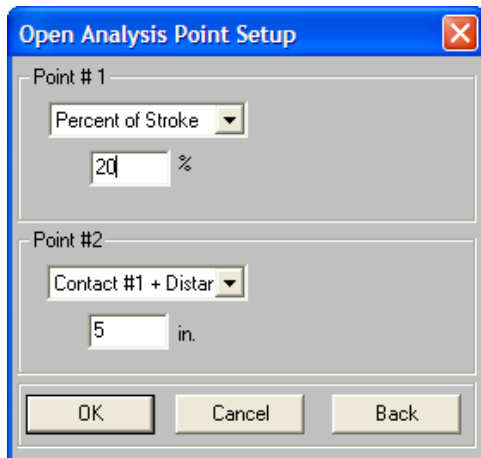 Open Analysis Point Setup
Point # 1
Percent of Stroke
20 %
Point #2
Contact #1 + Distar
5 in.
OK Cancel Back